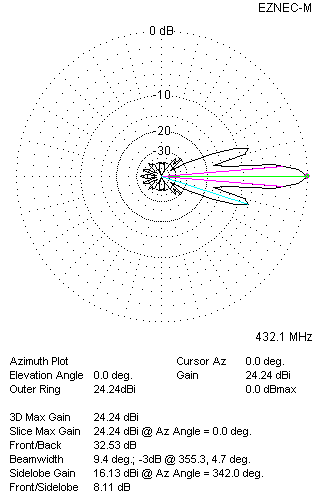 EZNEC-M
0 dB
-10
-20
-30
432.1 MHz
Azimuth Plot Cursor Az 0.0 deg.
Elevation Angle 0.0 deg. Gain 24.24 dBi
Outer Ring 24.24dBi 0.0 dBmax
3D Max Gain 24.24 dBi
Slice Max Gain 24.24 dBi @ Az Angle = 0.0 deg.
Front/Back 32.53 dB
Beamwidth 9.4 deg.; -3dB @ 355.3, 4.7 deg.
Sidelobe Gain 16.13 dBi @ Az Angle = 342.0 deg.
Front/Sidelobe 8.11 dB